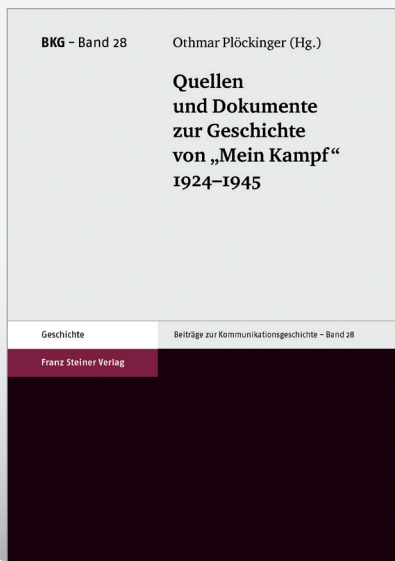 BKG – Band 28
Othmar Plöckinger (Hg.)
Quellen
und Dokumente
zur Geschichte
von „Mein Kampf“
1924–1945
Geschichte
Beiträge zur Kommunikationsgeschichte – Band 28
Franz Steiner Verlag